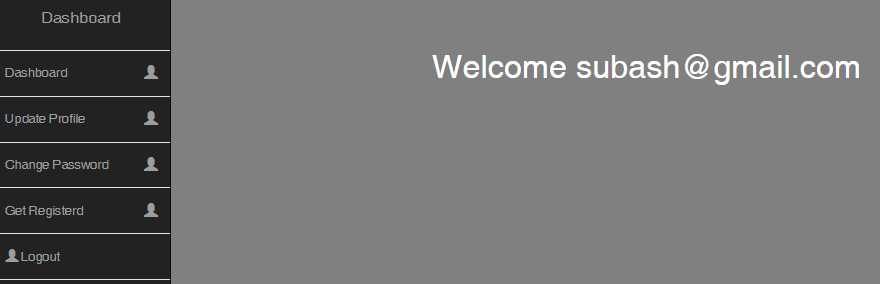 Dashboard
Welcome subash@gmail.com
Dashboard
Update Profile
Change Password
Get Registerd
Logout